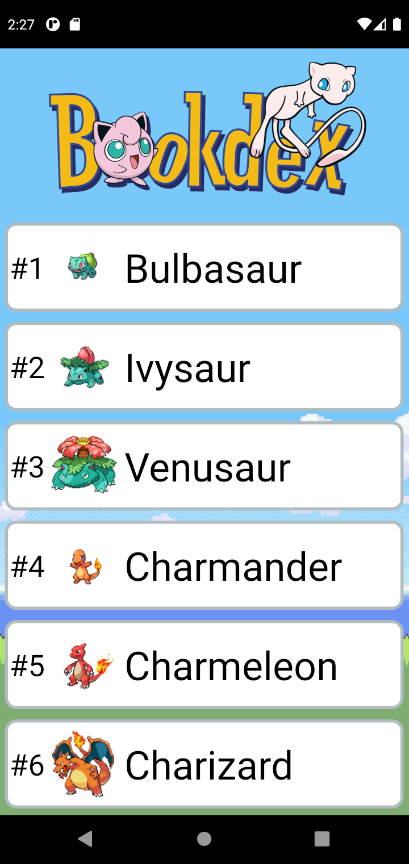 2:27
Bookdex
#1 Bulbasaur
#2 Ivysaur
#3 Venusaur
#4 Charmander
#5 Charmeleon
#6 Charizard